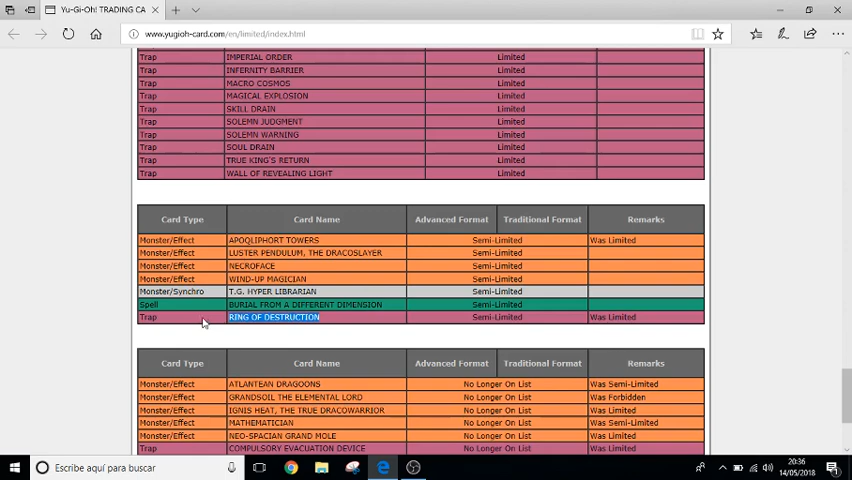 Yu-Gi-Oh! TRADING CA
www.yugioh-card.com/en/limited/index.html
Trap IMPERIAL ORDER Limited
Trap INFERNITY BARRIER Limited
Trap MACRO COSMOS Limited
Trap MAGICAL EXPLOSION Limited
Trap SKILL DRAIN Limited
Trap SOLEMN JUDGMENT Limited
Trap SOLEMN WARNING Limited
Trap SOUL DRAIN Limited
Trap TRUE KING'S RETURN Limited
Trap WALL OF REVEALING LIGHT Limited
Card Type Card Name Advanced Format Traditional Format Remarks
Monster/Effect APOQLIPHORT TOWERS Semi-Limited Was Limited
Monster/Effect LUSTER PENDULUM, THE DRACOSLAYER Semi-Limited
Monster/Effect NECROFACE Semi-Limited
Monster/Effect WIND-UP MAGICIAN Semi-Limited
Monster/Synchro T.G. HYPER LIBRARIAN Semi-Limited
Spell BURIAL FROM A DIFFERENT DIMENSION Semi-Limited
Trap RING OF DESTRUCTION Semi-Limited Was Limited
Card Type Card Name Advanced Format Traditional Format Remarks
Monster/Effect ATLANTEAN DRAGOONS No Longer On List Was Semi-Limited
Monster/Effect GRANDSOIL THE ELEMENTAL LORD No Longer On List Was Forbidden
Monster/Effect IGNIS HEAT, THE TRUE DRACOWARRIOR No Longer On List Was Limited
Monster/Effect MATHEMATICIAN No Longer On List Was Semi-Limited
Monster/Effect NEO-SPACIAN GRAND MOLE No Longer On List Was Limited
Trap COMPULSORY EVACUATION DEVICE No Longer On List Was Limited
Escribe aquí para buscar
20:36
14/05/2018